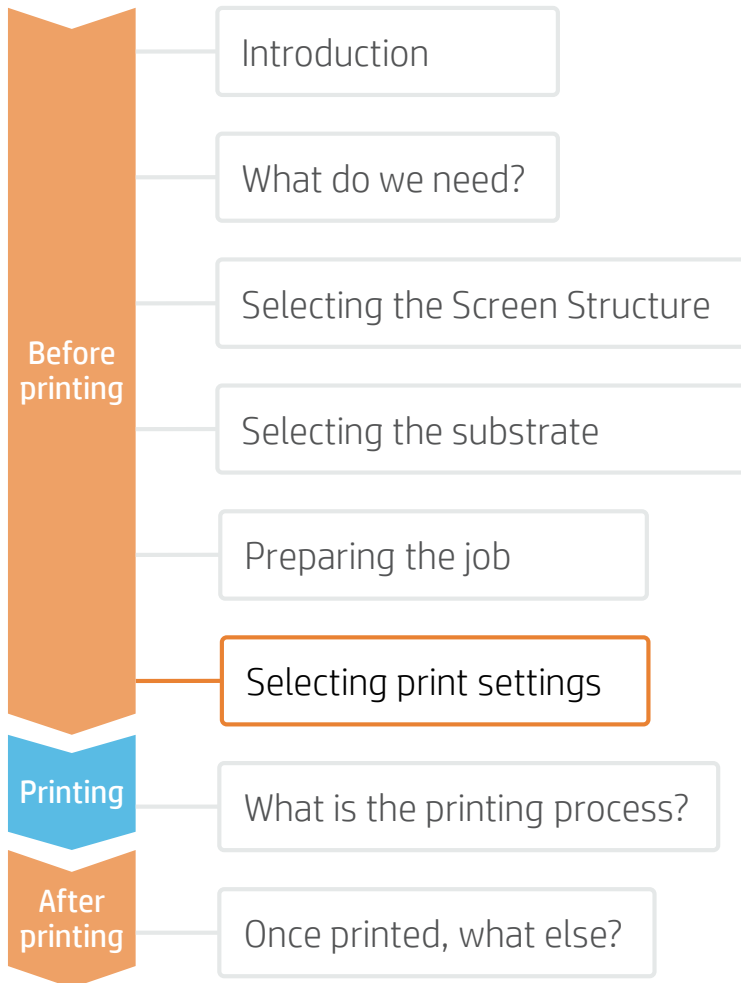 Introduction
What do we need?
Selecting the Screen Structure
Before
printing
Selecting the substrate
Preparing the job
Selecting print settings
Printing
What is the printing process?
After
printing
Once printed, what else?